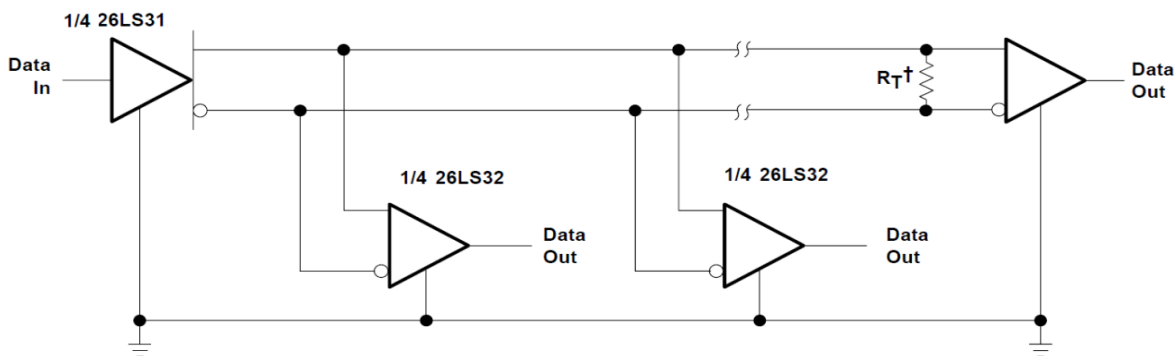 1/4 26LS31
Data
In
RT†
Data
Out
1/4 26LS32
Data
Out
1/4 26LS32
Data
Out